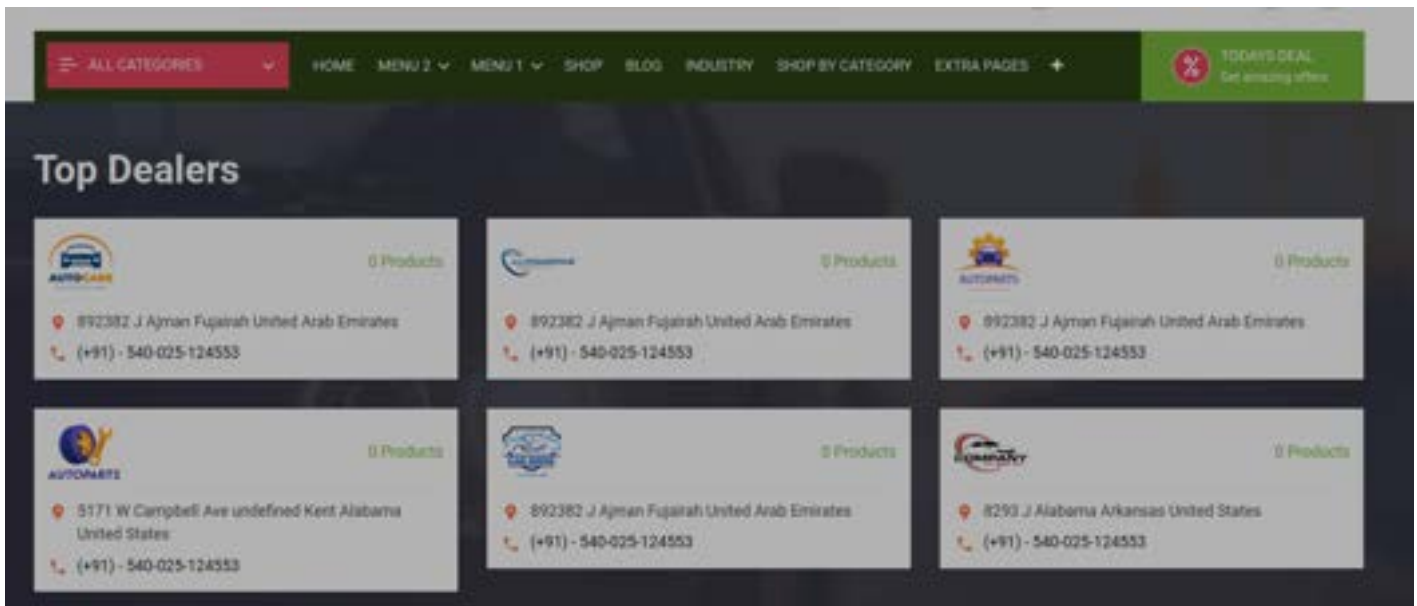 ALL CATEGORIES
HOME MENU 2 MENU 1 SHOP BLOG INDUSTRY SHOP BY CATEGORY EXTRA PAGES +
TODAYS DEAL
Get amazing offers
Top Dealers
AUTOCARE
0 Products
892382 J Ajman Fujairah United Arab Emirates
(+91) - 540-025-124553
0 Products
892382 J Ajman Fujairah United Arab Emirates
(+91) - 540-025-124553
AUTOPARTS
0 Products
892382 J Ajman Fujairah United Arab Emirates
(+91) - 540-025-124553
AUTOPARTS
0 Products
5171 W Campbell Ave undefined Kent Alabama
United States
(+91) - 540-025-124553
0 Products
892382 J Ajman Fujairah United Arab Emirates
(+91) - 540-025-124553
COMPANY
0 Products
8293 J Alabama Arkansas United States
(+91) - 540-025-124553